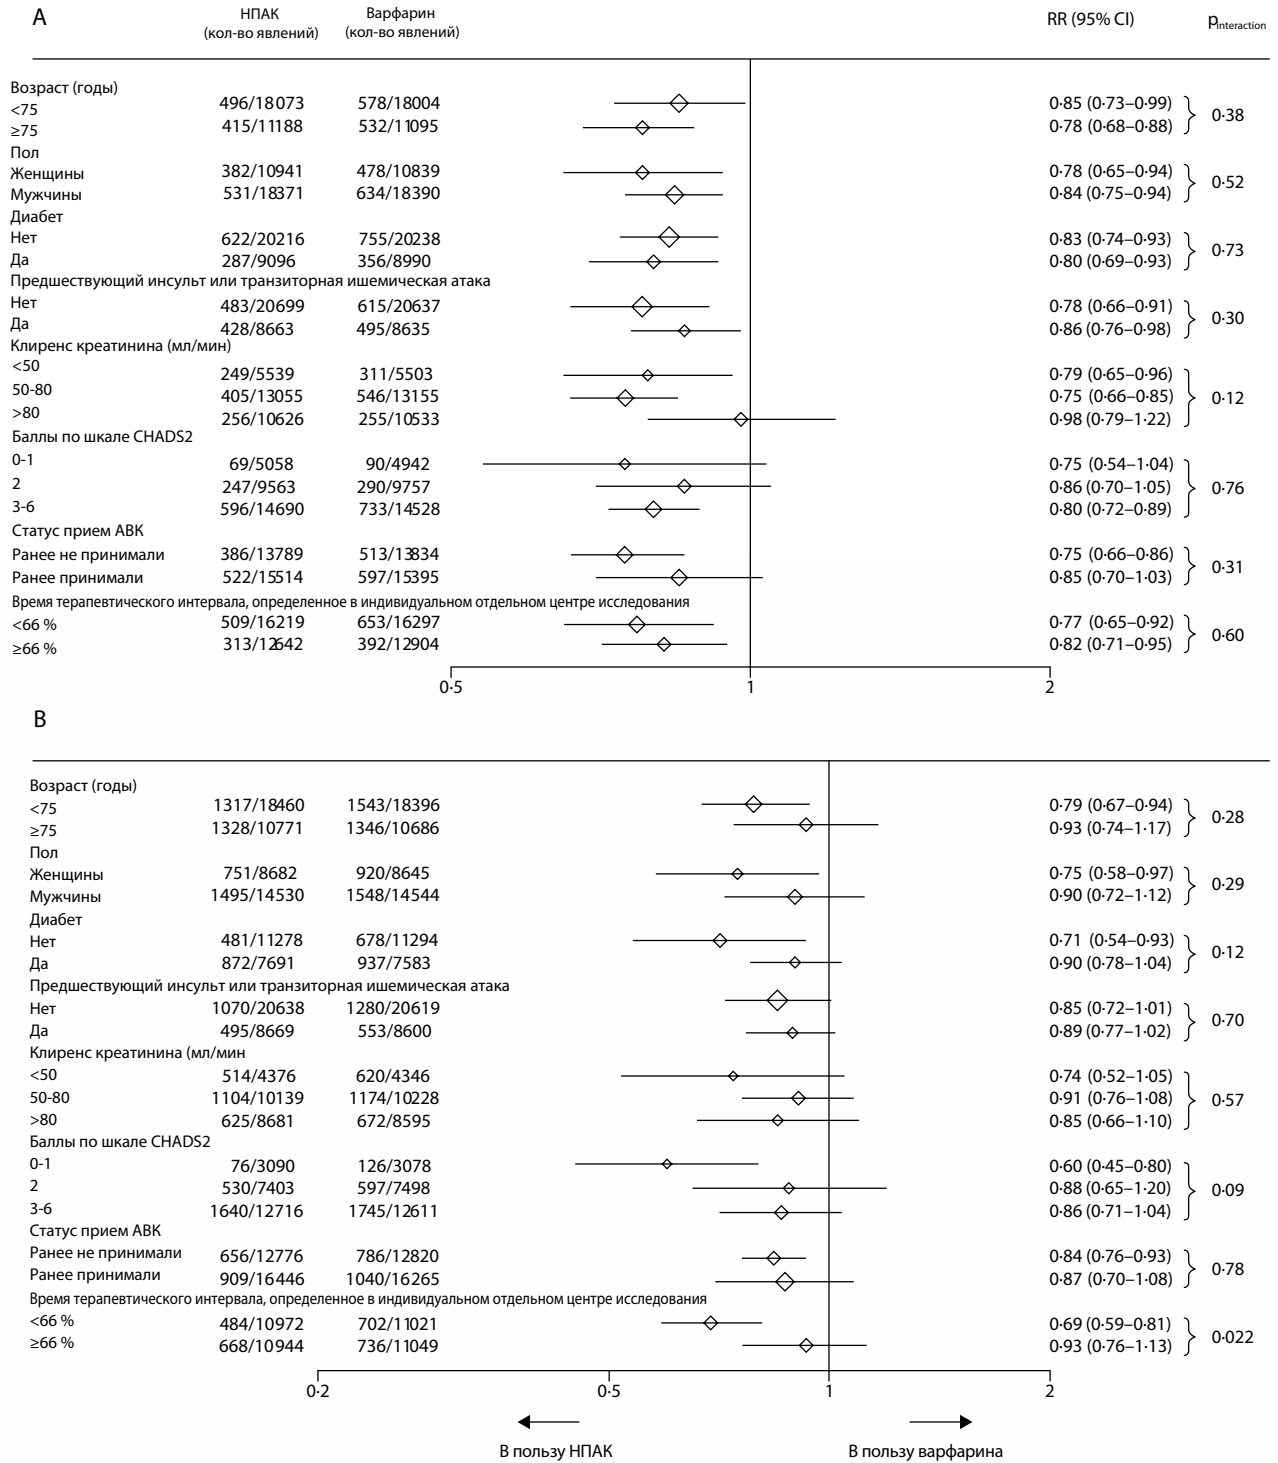 A НПАК (кол-во явлений) Варфарин (кол-во явлений) RR (95% CI) pinteraction
Возраст (годы)
<75 496/18073 578/18004 0·85 (0·73–0·99) 0·38
≥75 415/11188 532/11095 0·78 (0·68–0·88)
Пол
Женщины 382/10941 478/10839 0·78 (0·65–0·94) 0·52
Мужчины 531/18371 634/18390 0·84 (0·75–0·94)
Диабет
Нет 622/20216 755/20238 0·83 (0·74–0·93) 0·73
Да 287/9096 356/8990 0·80 (0·69–0·93)
Предшествующий инсульт или транзиторная ишемическая атака
Нет 483/20699 615/20637 0·78 (0·66–0·91) 0·30
Да 428/8663 495/8635 0·86 (0·76–0·98)
Клиренс креатинина (мл/мин)
<50 249/5539 311/5503 0·79 (0·65–0·96)
50-80 405/13055 546/13155 0·75 (0·66–0·85) 0·12
>80 256/10626 255/10533 0·98 (0·79–1·22)
Баллы по шкале CHADS2
0-1 69/5058 90/4942 0·75 (0·54–1·04)
2 247/9563 290/9757 0·86 (0·70–1·05) 0·76
3-6 596/14690 733/14528 0·80 (0·72–0·89)
Статус прием АВК
Ранее не принимали 386/13789 513/13834 0·75 (0·66–0·86) 0·31
Ранее принимали 522/15514 597/15395 0·85 (0·70–1·03)
Время терапевтического интервала, определенное в индивидуальном отдельном центре исследования
<66 % 509/16219 653/16297 0·77 (0·65–0·92) 0·60
≥66 % 313/12642 392/12904 0·82 (0·71–0·95)
0·5 1 2
B
Возраст (годы)
<75 1317/18460 1543/18396 0·79 (0·67–0·94) 0·28
≥75 1328/10771 1346/10686 0·93 (0·74–1·17)
Пол
Женщины 751/8682 920/8645 0·75 (0·58–0·97) 0·29
Мужчины 1495/14530 1548/14544 0·90 (0·72–1·12)
Диабет
Нет 481/11278 678/11294 0·71 (0·54–0·93) 0·12
Да 872/7691 937/7583 0·90 (0·78–1·04)
Предшествующий инсульт или транзиторная ишемическая атака
Нет 1070/20638 1280/20619 0·85 (0·72–1·01) 0·70
Да 495/8669 553/8600 0·89 (0·77–1·02)
Клиренс креатинина (мл/мин
<50 514/4376 620/4346 0·74 (0·52–1·05)
50-80 1104/10139 1174/10228 0·91 (0·76–1·08) 0·57
>80 625/8681 672/8595 0·85 (0·66–1·10)
Баллы по шкале CHADS2
0-1 76/3090 126/3078 0·60 (0·45–0·80)
2 530/7403 597/7498 0·88 (0·65–1·20) 0·09
3-6 1640/12716 1745/12611 0·86 (0·71–1·04)
Статус прием АВК
Ранее не принимали 656/12776 786/12820 0·84 (0·76–0·93) 0·78
Ранее принимали 909/16446 1040/16265 0·87 (0·70–1·08)
Время терапевтического интервала, определенное в индивидуальном отдельном центре исследования
<66 % 484/10972 702/11021 0·69 (0·59–0·81) 0·022
≥66 % 668/10944 736/11049 0·93 (0·76–1·13)
0·2 0·5 1 2
В пользу НПАК В пользу варфарина